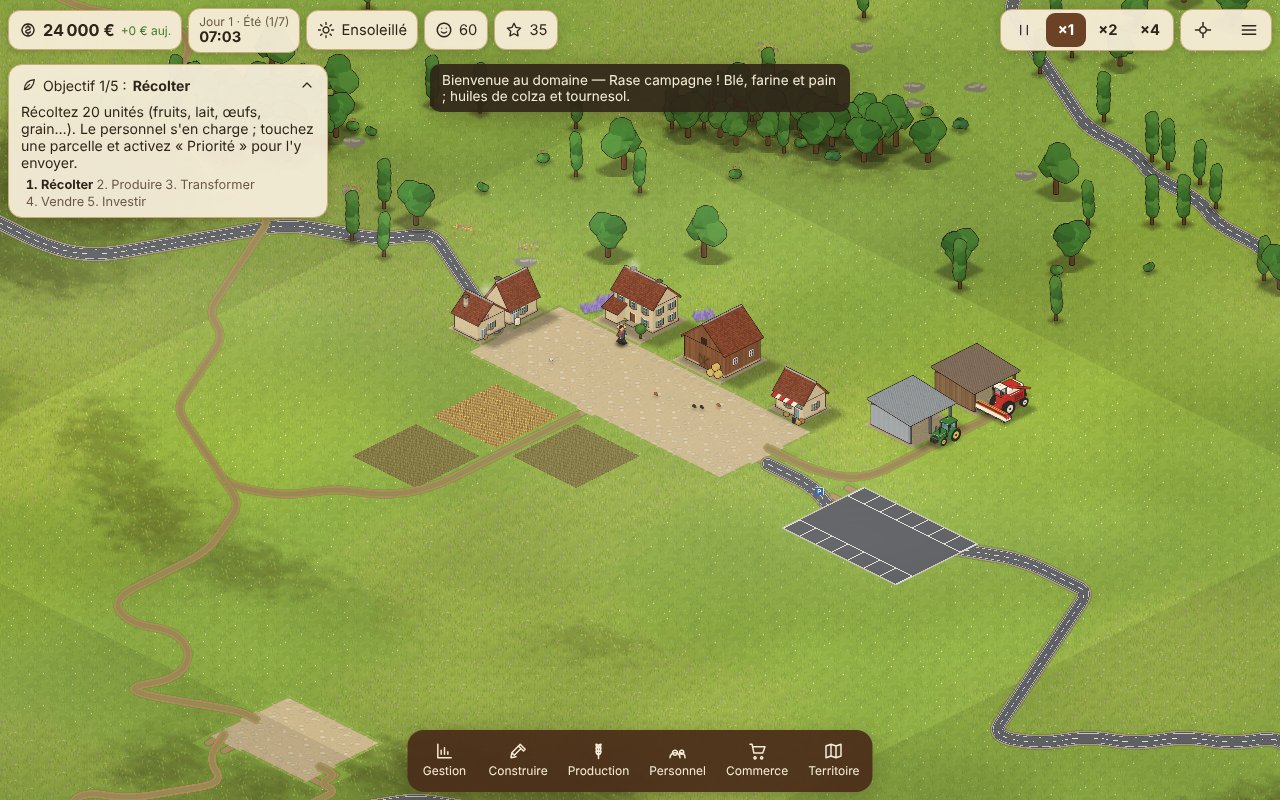 24 000 € +0 € auj.
Jour 1 · Été (1/7)
07:03
Ensoleillé
60
35
×1
×2
×4
Objectif 1/5 : Récolter
Récoltez 20 unités (fruits, lait, œufs,
grain…). Le personnel s'en charge ; touchez
une parcelle et activez « Priorité » pour l'y
envoyer.
1. Récolter 2. Produire 3. Transformer
4. Vendre 5. Investir
Bienvenue au domaine — Rase campagne ! Blé, farine et pain
; huiles de colza et tournesol.
P
Gestion
Construire
Production
Personnel
Commerce
Territoire